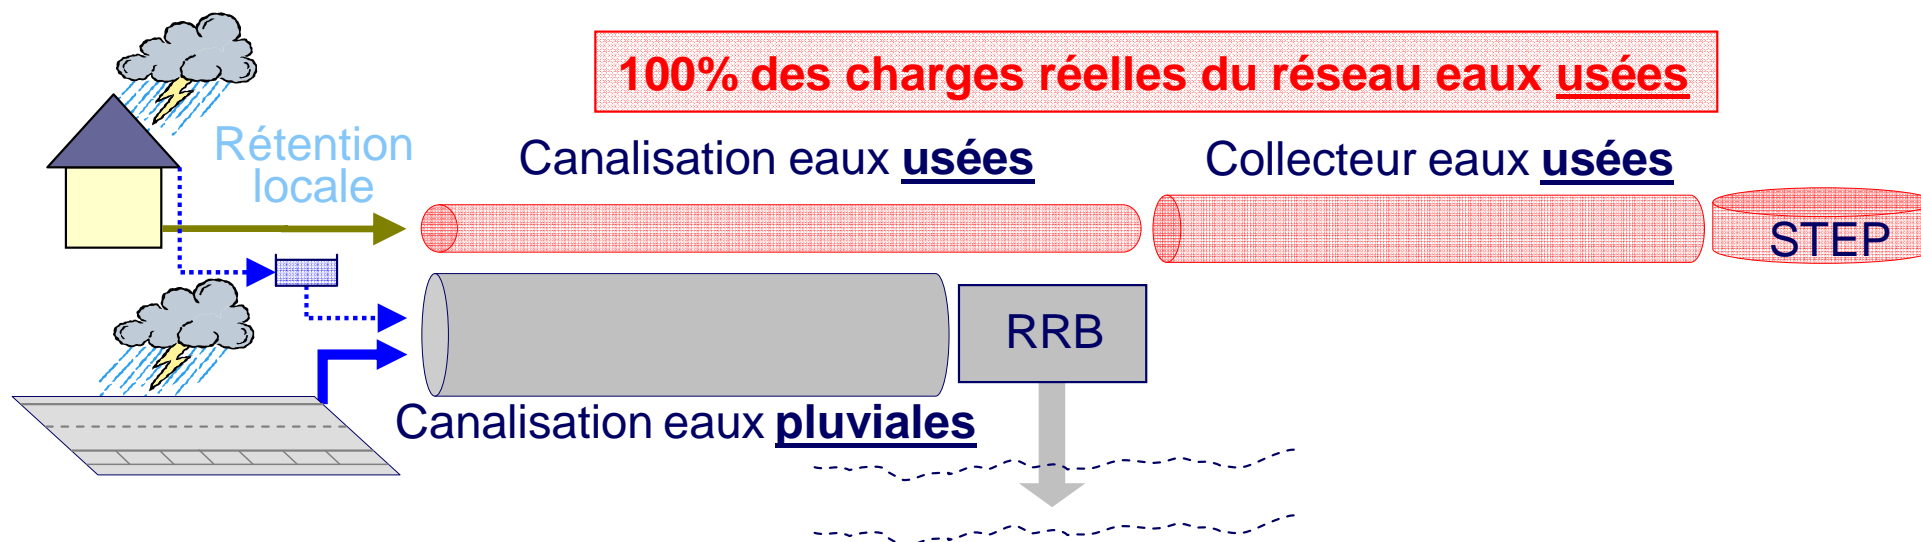 100% des charges réelles du réseau eaux usées
Rétention
locale
Canalisation eaux usées
Collecteur eaux usées
STEP
RRB
Canalisation eaux pluviales